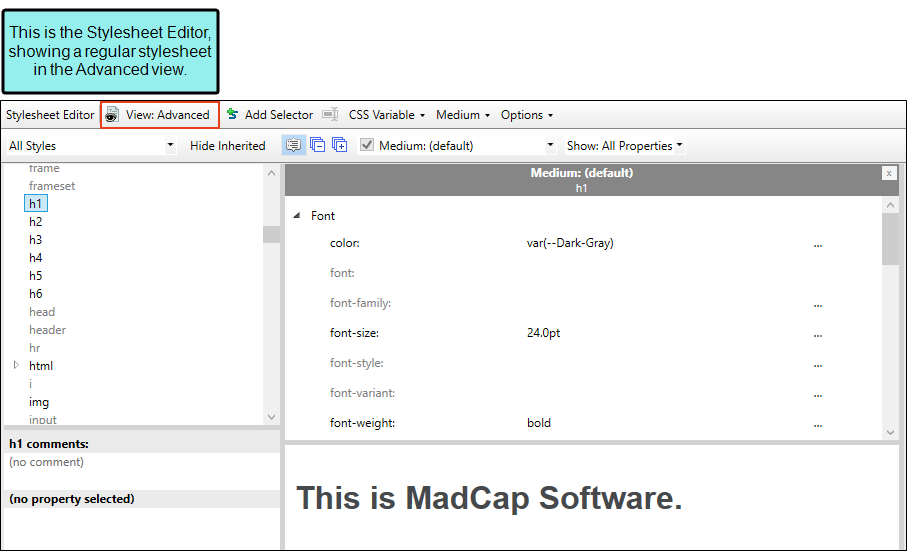 This is the Stylesheet Editor,
showing a regular stylesheet
in the Advanced view.
Stylesheet Editor View: Advanced Add Selector CSS Variable Medium Options
All Styles Hide Inherited Medium: (default) Show: All Properties
frame
frameset
h1
h2
h3
h4
h5
h6
head
header
hr
html
i
img
input
h1 comments:
(no comment)
(no property selected)
Medium: (default) x
h1
Font
color: var(--Dark-Gray) ...
font:
font-family: ...
font-size: 24.0pt ...
font-style: ...
font-variant: ...
font-weight: bold ...
This is MadCap Software.